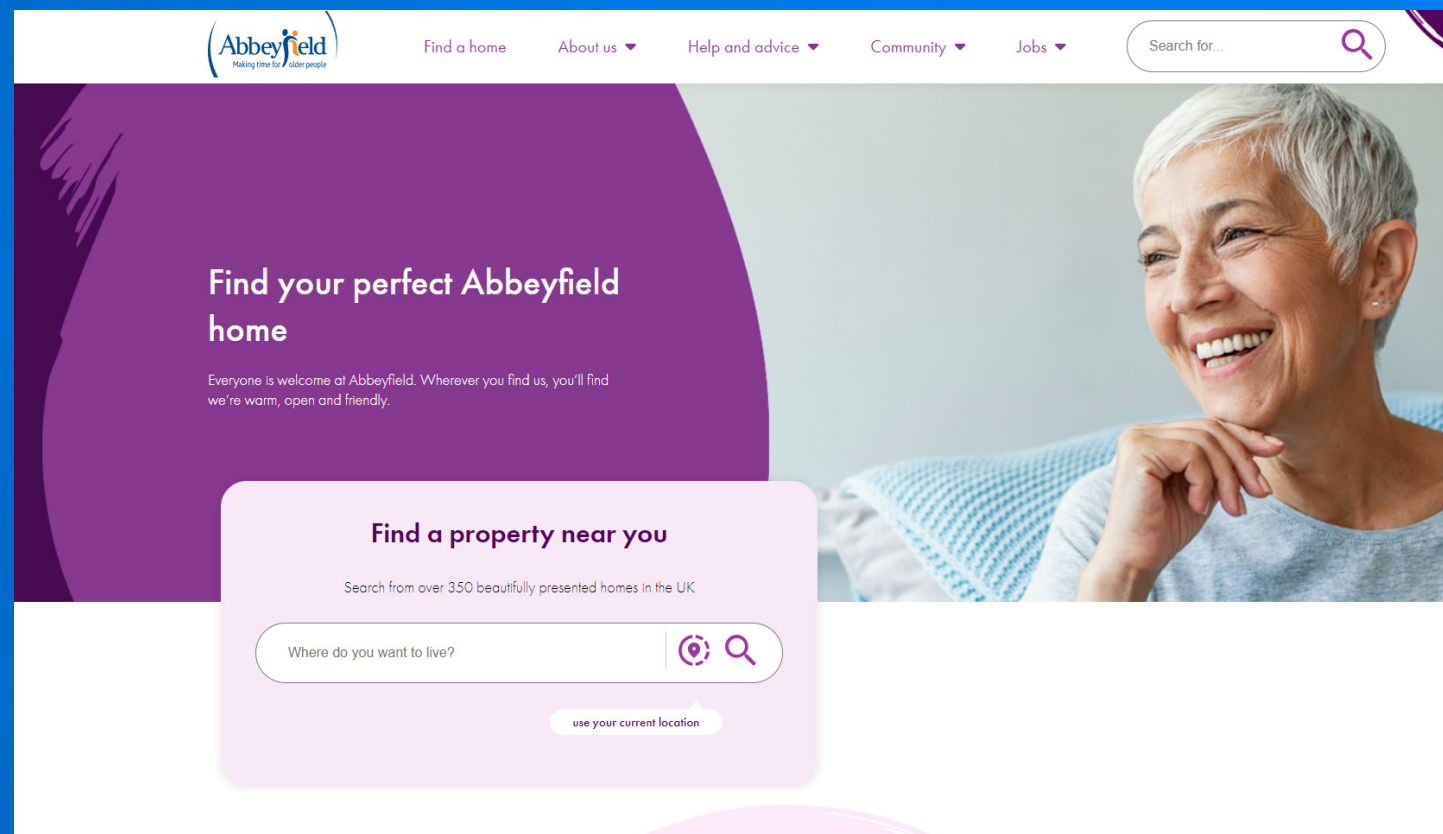 Abbeyfield
Making time for older people
Find a home
About us
Help and advice
Community
Jobs
Search for...
Find your perfect Abbeyfield
home
Everyone is welcome at Abbeyfield. Wherever you find us, you'll find
we're warm, open and friendly.
Find a property near you
Search from over 350 beautifully presented homes in the UK
Where do you want to live?
use your current location